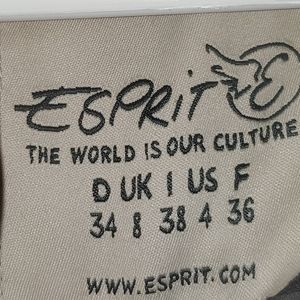 ESPRIT E
THE WORLD IS OUR CULTURE
D UK I US F
34 8 38 4 36
WWW.ESPRIT.COM